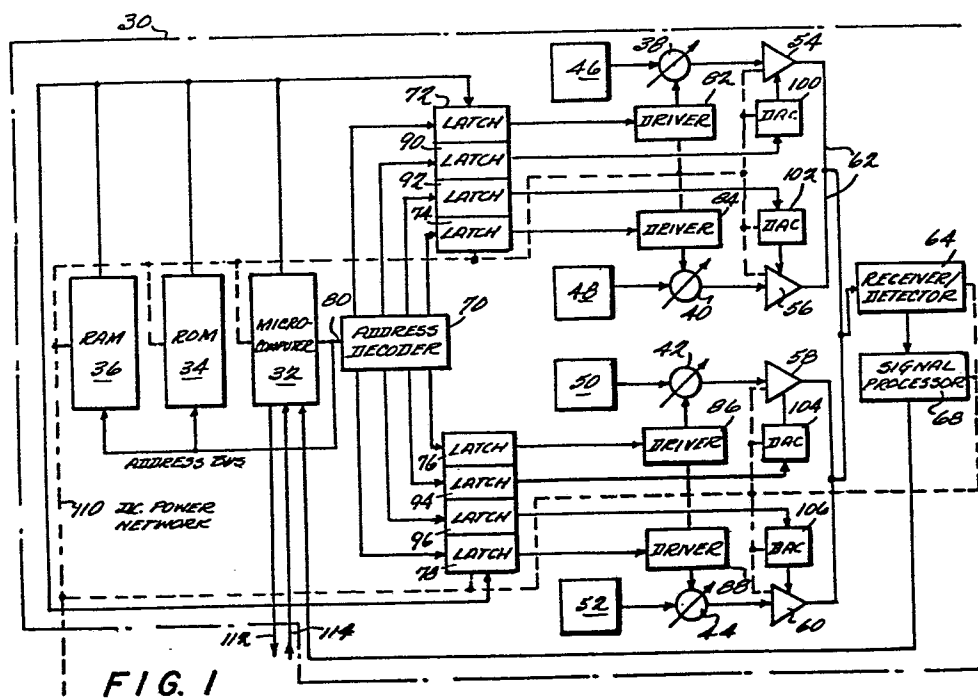 30
46
38
54
72
82
100
LATCH
DRIVER
DAC
90
LATCH
62
92
LATCH
102
74
LATCH
84
DRIVER
DAC
64
RECEIVER/
DETECTOR
80
70
48
40
56
RAM
36
ROM
34
MICRO-
COMPUTER
32
ADDRESS
DECODER
42
58
50
SIGNAL
PROCESSOR
68
86
104
ADDRESS BUS
76
LATCH
DRIVER
DAC
94
LATCH
110 DC POWER
NETWORK
96
LATCH
106
78
LATCH
DRIVER
DAC
88
52
44
60
112
114
FIG. 1